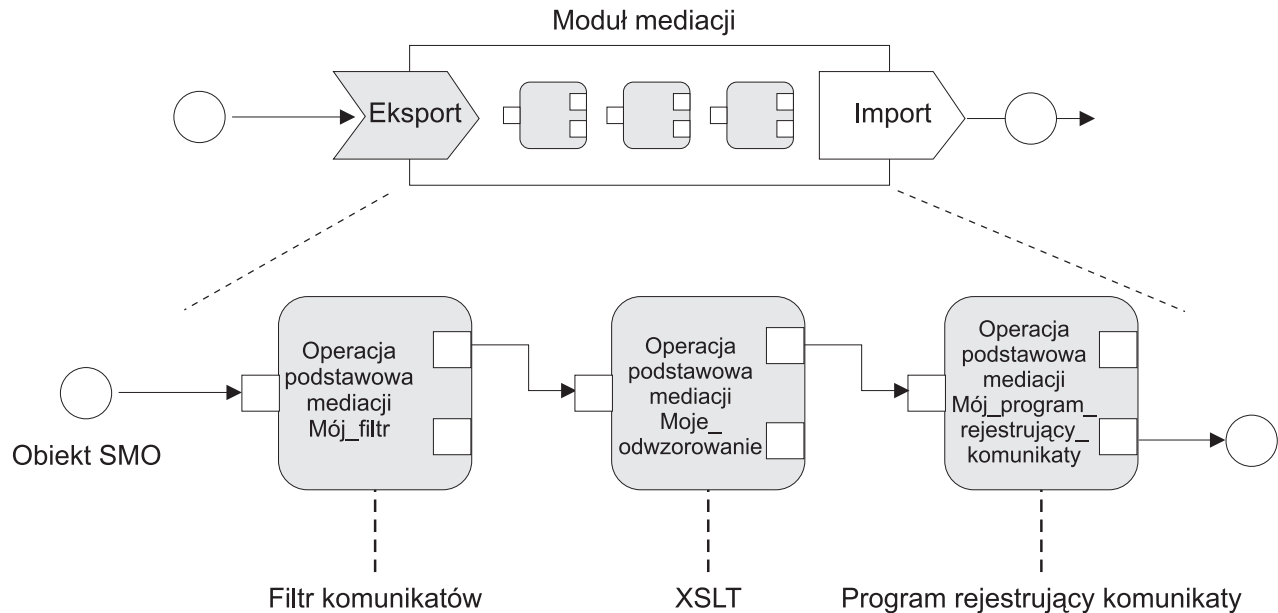 Moduł mediacji
Eksport
Import
Operacja
podstawowa
mediacji
Mój_filtr
Operacja
podstawowa
mediacji
Moje_
odwzorowanie
Operacja
podstawowa
mediacji
Mój_program_
rejestrujący_
komunikaty
Obiekt SMO
Filtr komunikatów
XSLT
Program rejestrujący komunikaty